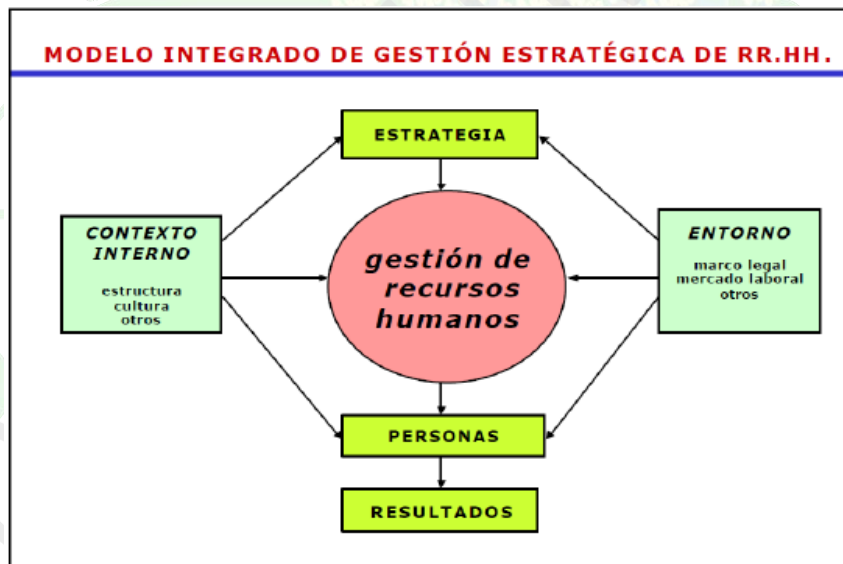 MODELO INTEGRADO DE GESTIÓN ESTRATÉGICA DE RR.HH.
ESTRATEGIA
CONTEXTO
INTERNO
estructura
cultura
otros
gestión de
recursos
humanos
ENTORNO
marco legal
mercado laboral
otros
PERSONAS
RESULTADOS